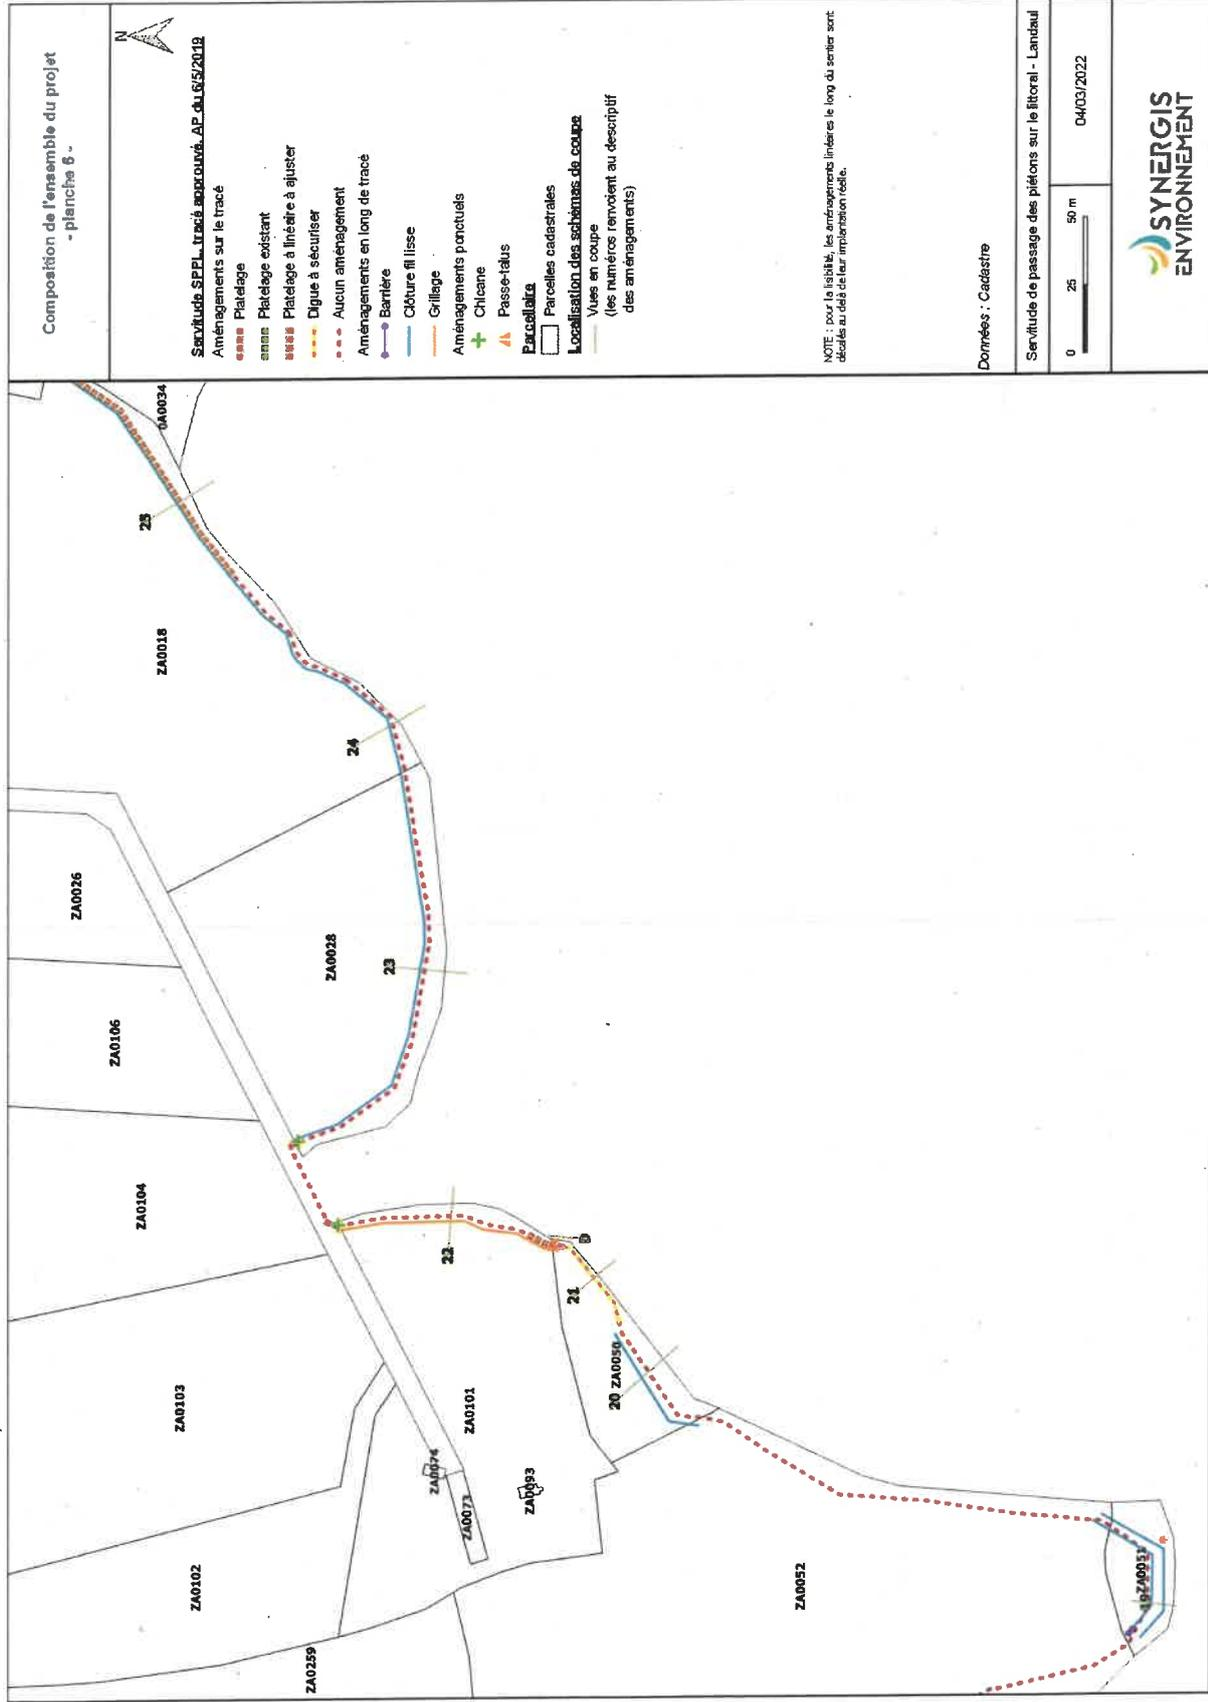 Composition de l'ensemble du projet
- planche 6 -
N
Servitude SPPL, tracé approuvé, AP du 6/5/2019
Aménagements sur le tracé
Platelage
Platelage existant
Platelage à linéaire à ajuster
Digue à sécuriser
Aucun aménagement
Aménagements en long de tracé
Barrière
Clôture fil lisse
Grillage
Aménagements ponctuels
Chicane
Passe-talus
Parcellaire
Parcelles cadastrales
Localisation des schémas de coupe
Vues en coupe
(les numéros renvoient au descriptif
des aménagements)
NOTE : pour la lisibilité, les aménagements linéaires le long du sentier sont
décalés au delà de leur implantation réelle.
Données : Cadastre
Servitude de passage des piétons sur le littoral - Landaul
0 25 50 m
04/03/2022
SYNERGIS
ENVIRONNEMENT
0A0034
25
ZA0018
24
ZA0026
ZA0028
23
ZA0106
ZA0104
22
21
ZA0103
20 ZA0050
ZA0101
ZA0074
ZA0073
ZA0093
ZA0102
ZA0052
ZA0051
19
ZA0259